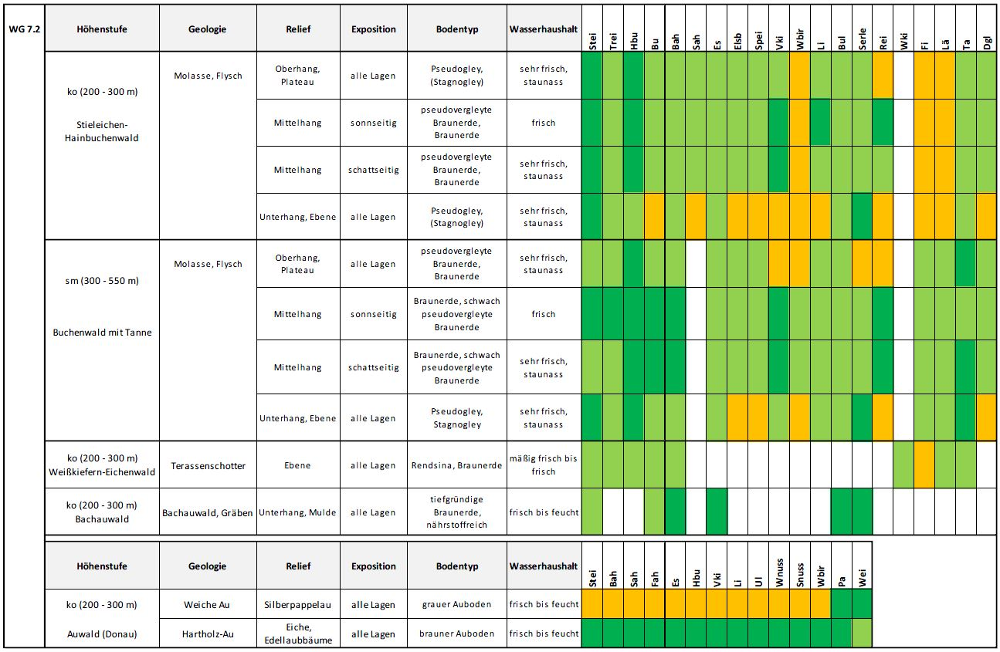 WG 7.2
Höhenstufe
Geologie
Relief
Exposition
Bodentyp
Wasserhaushalt
Stei
Trei
Hbu
Bu
Bah
Sah
Es
Elsb
Spei
Vki
Wbir
Li
Bul
Serle
Rei
Wki
Fi
Lä
Ta
Dgl
ko (200 - 300 m)
Stieleichen-
Hainbuchenwald
Molasse, Flysch
Oberhang,
Plateau
alle Lagen
Pseudogley,
(Stagnogley)
sehr frisch,
staunass
Mittelhang
sonnseitig
pseudovergleyte
Braunerde,
Braunerde
frisch
Mittelhang
schattseitig
pseudovergleyte
Braunerde,
Braunerde
sehr frisch,
staunass
Unterhang, Ebene
alle Lagen
Pseudogley,
(Stagnogley)
sehr frisch,
staunass
sm (300 - 550 m)
Buchenwald mit Tanne
Molasse, Flysch
Oberhang,
Plateau
alle Lagen
pseudovergleyte
Braunerde,
Braunerde
sehr frisch,
staunass
Mittelhang
sonnseitig
Braunerde, schwach
pseudovergleyte
Braunerde
frisch
Mittelhang
schattseitig
Braunerde, schwach
pseudovergleyte
Braunerde
sehr frisch,
staunass
Unterhang, Ebene
alle Lagen
Pseudogley,
Stagnogley
sehr frisch,
staunass
ko (200 - 300 m)
Weißkiefern-Eichenwald
Terassenschotter
Ebene
alle Lagen
Rendsina, Braunerde
mäßig frisch bis
frisch
ko (200 - 300 m)
Bachauwald
Bachauwald, Gräben
Unterhang, Mulde
alle Lagen
tiefgründige
Braunerde,
nährstoffreich
frisch bis feucht
Höhenstufe
Geologie
Relief
Exposition
Bodentyp
Wasserhaushalt
Stei
Bah
Sah
Fah
Es
Hbu
Vki
Li
Ul
Wnuss
Snuss
Wbir
Pa
Wei
ko (200 - 300 m)
Weiche Au
Silberpappelau
alle Lagen
grauer Auboden
frisch bis feucht
Auwald (Donau)
Hartholz-Au
Eiche,
Edellaubbäume
alle Lagen
brauner Auboden
frisch bis feucht